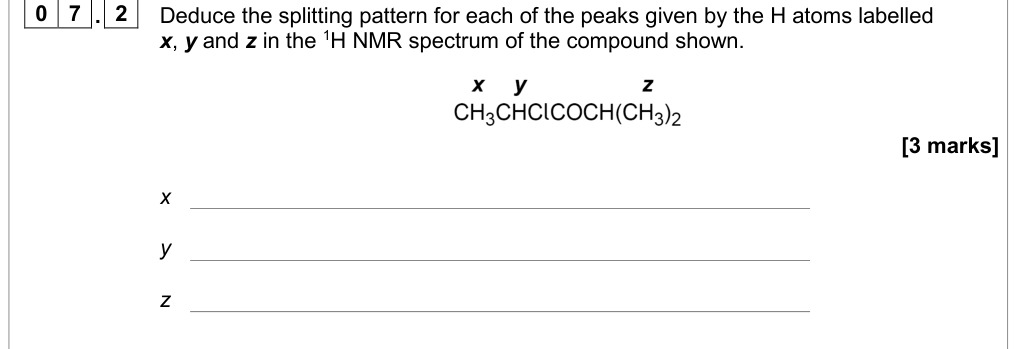 0 7 . 2 Deduce the splitting pattern for each of the peaks given by the H atoms labelled
x, y and z in the ¹H NMR spectrum of the compound shown.
x y z
CH₃CHClCOCH(CH₃)₂
[3 marks]
x
y
z